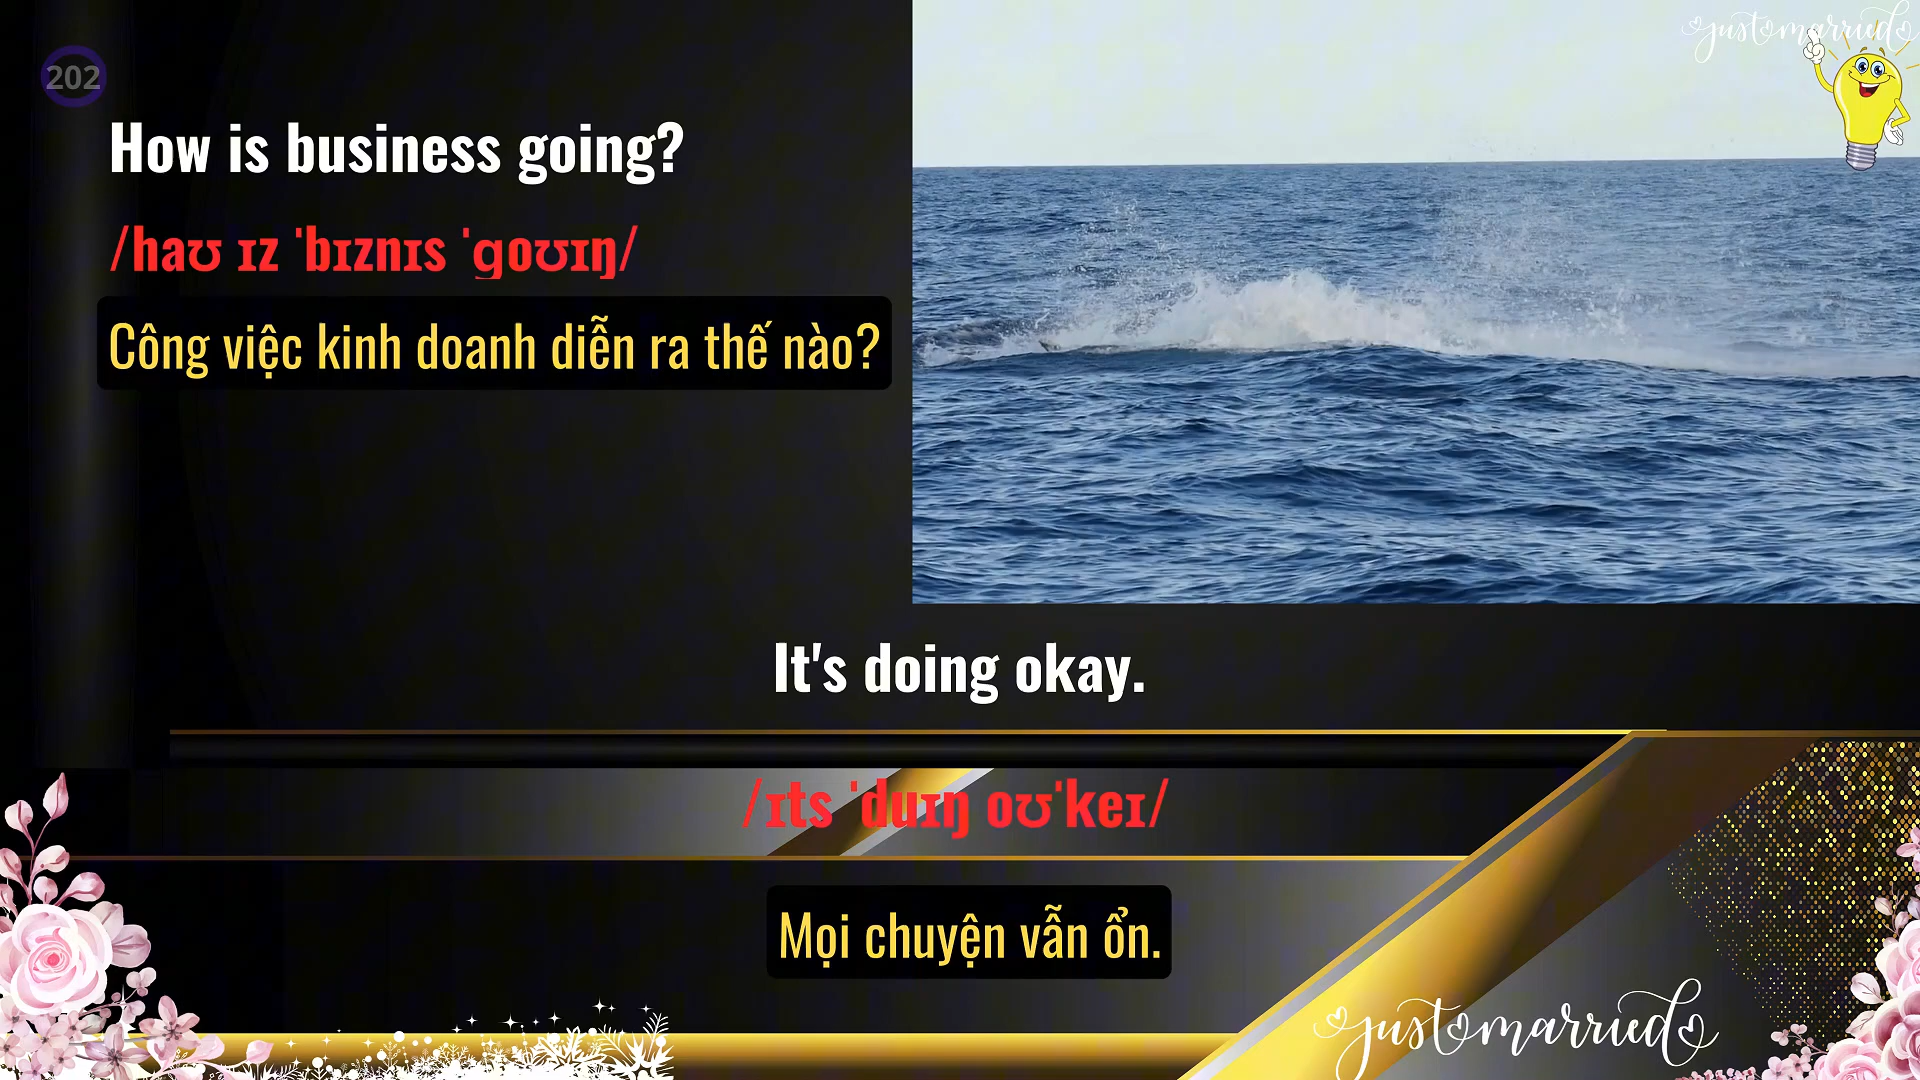 justmarried
202
How is business going?
/haʊ ɪz ˈbɪznɪs ˈɡoʊɪŋ/
Công việc kinh doanh diễn ra thế nào?
It's doing okay.
/ɪts ˈduɪŋ oʊˈkeɪ/
Mọi chuyện vẫn ổn.
justmarried